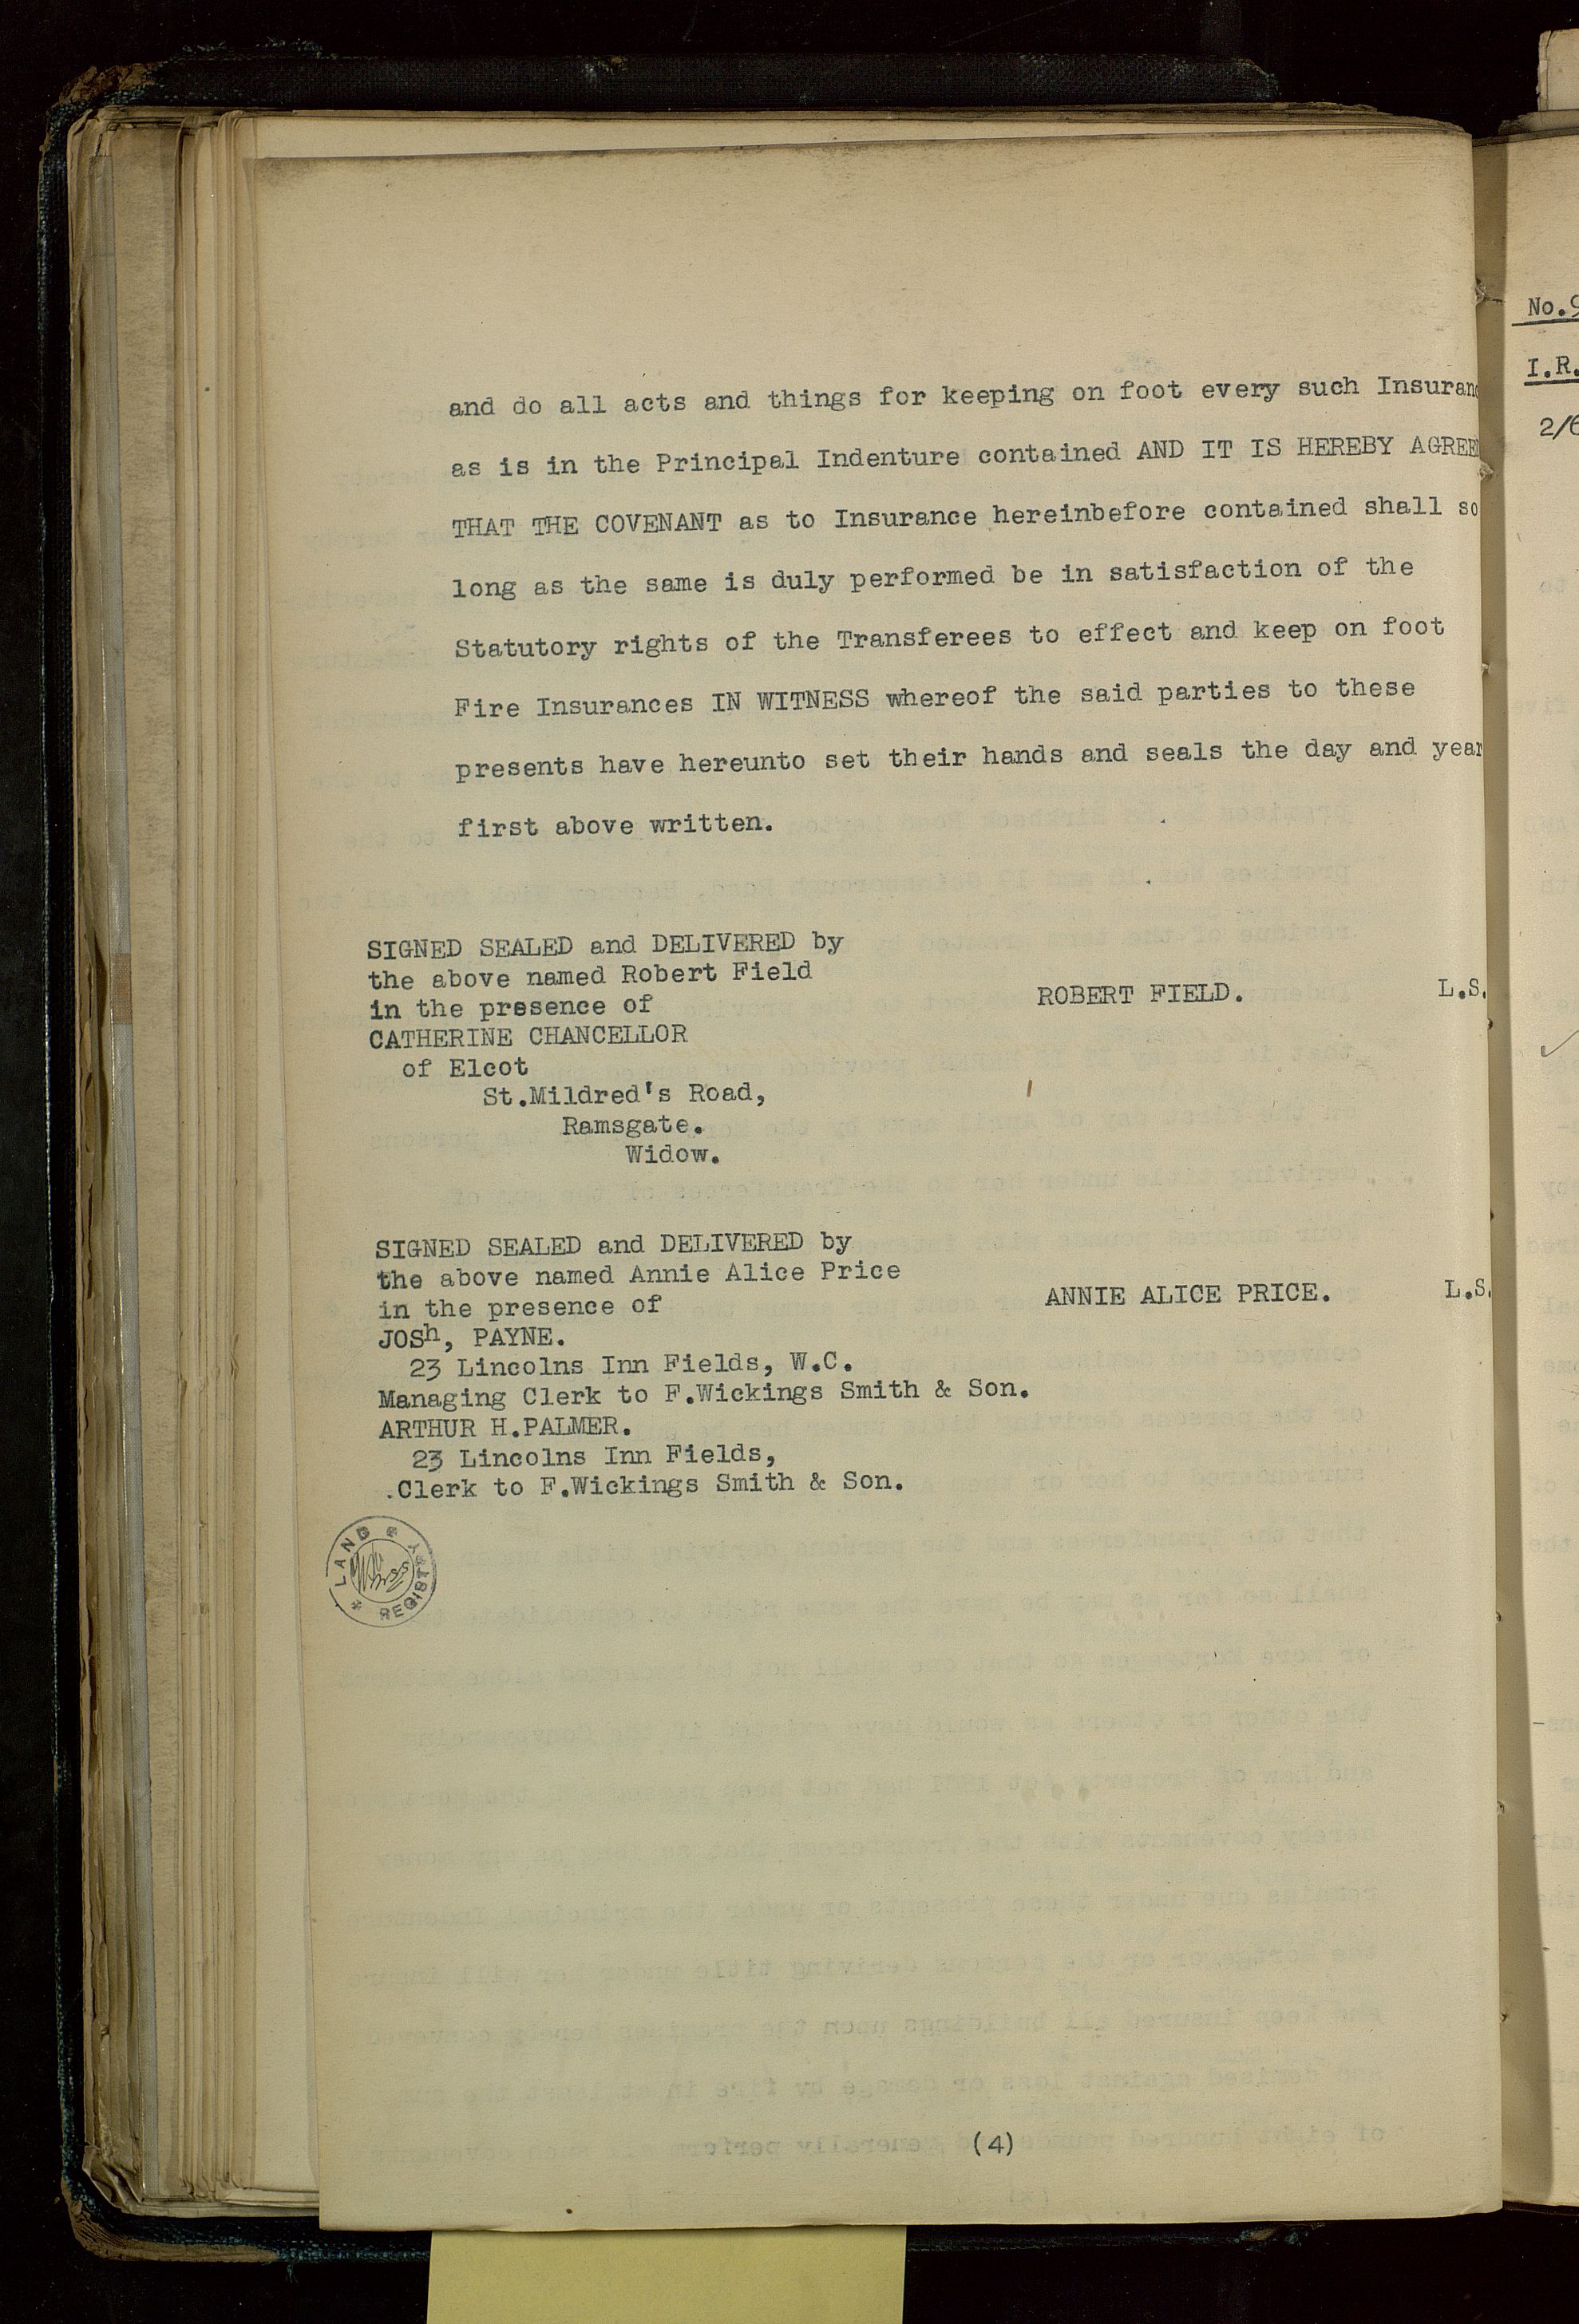 and do all acts and things for keeping on foot every such Insuranc
as is in the Principal Indenture contained AND IT IS HEREBY AGREE
THAT THE COVENANT as to Insurance hereinbefore contained shall so
long as the same is duly performed be in satisfaction of the
Statutory rights of the Transferees to effect and keep on foot
Fire Insurances IN WITNESS whereof the said parties to these
presents have hereunto set their hands and seals the day and year
first above written.
SIGNED SEALED and DELIVERED by
the above named Robert Field
in the presence of
ROBERT FIELD. L.S.
CATHERINE CHANCELLOR
of Elcot
St.Mildred's Road,
Ramsgate.
Widow.
SIGNED SEALED and DELIVERED by
the above named Annie Alice Price
in the presence of
ANNIE ALICE PRICE. L.S.
JOSh, PAYNE.
23 Lincolns Inn Fields, W.C.
Managing Clerk to F.Wickings Smith & Son.
ARTHUR H.PALMER.
23 Lincolns Inn Fields,
.Clerk to F.Wickings Smith & Son.
* LAND * REGISTRY
(4)
No.9
I.R.
2/6